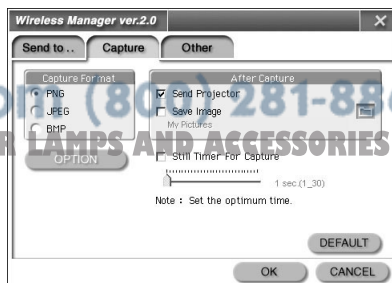 Wireless Manager ver.2.0
Send to ..
Capture
Other
Capture Format
PNG
JPEG
BMP
OPTION
After Capture
Send Projector
Save Image
My Pictures
Still Timer For Capture
1 sec.(1_30)
Note : Set the optimum time.
DEFAULT
OK
CANCEL
om (800) 281-88
R LAMPS AND ACCESSORIES